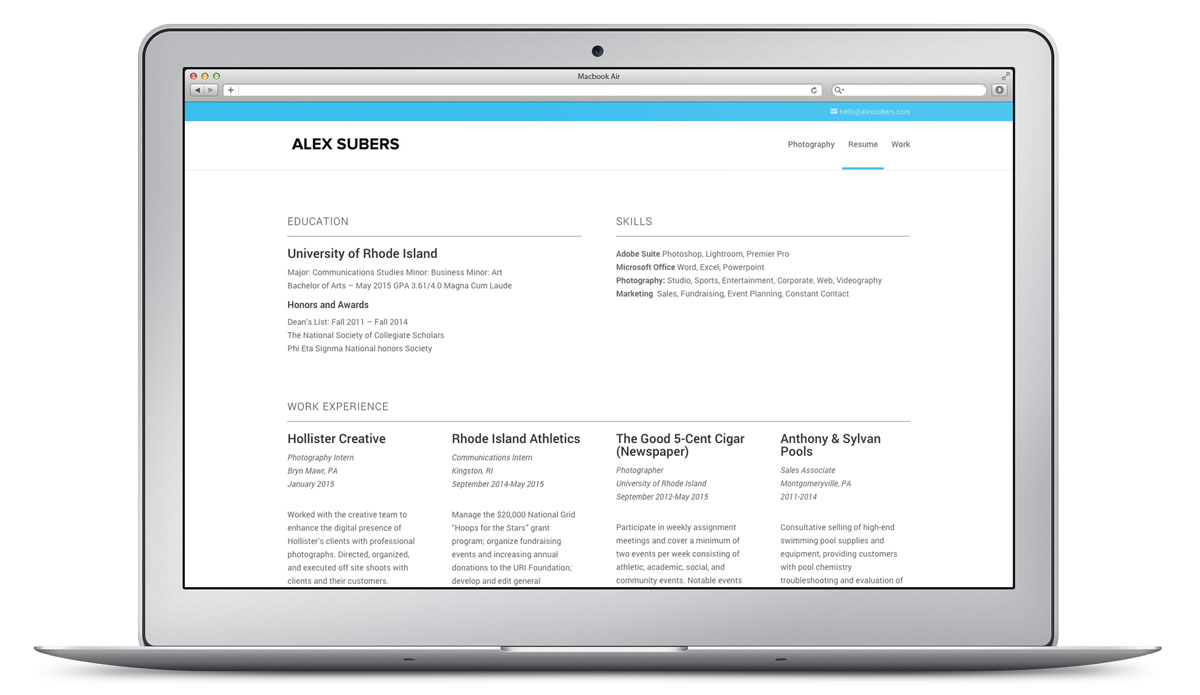 Macbook Air
hello@alexsubers.com
ALEX SUBERS
Photography Resume Work
EDUCATION
University of Rhode Island
Major: Communications Studies Minor: Business Minor: Art
Bachelor of Arts – May 2015 GPA 3.61/4.0 Magna Cum Laude
Honors and Awards
Dean's List: Fall 2011 – Fall 2014
The National Society of Collegiate Scholars
Phi Eta Signma National honors Society
SKILLS
Adobe Suite Photoshop, Lightroom, Premier Pro
Microsoft Office Word, Excel, Powerpoint
Photography: Studio, Sports, Entertainment, Corporate, Web, Videography
Marketing Sales, Fundraising, Event Planning, Constant Contact
WORK EXPERIENCE
Hollister Creative
Photography Intern
Bryn Mawr, PA
January 2015
Worked with the creative team to
enhance the digital presence of
Hollister's clients with professional
photographs. Directed, organized,
and executed off site shoots with
clients and their customers.
Rhode Island Athletics
Communications Intern
Kingston, RI
September 2014-May 2015
Manage the $20,000 National Grid
"Hoops for the Stars" grant
program; organize fundraising
events and increasing annual
donations to the URI Foundation;
develop and edit general
The Good 5-Cent Cigar
(Newspaper)
Photographer
University of Rhode Island
September 2012-May 2015
Participate in weekly assignment
meetings and cover a minimum of
two events per week consisting of
athletic, academic, social, and
community events. Notable events
Anthony & Sylvan
Pools
Sales Associate
Montgomeryville, PA
2011-2014
Consultative selling of high-end
swimming pool supplies and
equipment, providing customers
with pool chemistry
troubleshooting and evaluation of